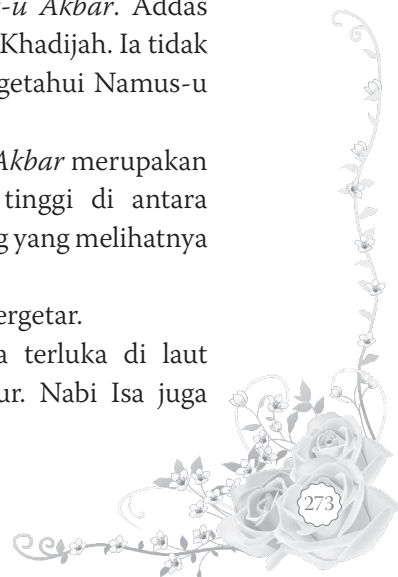 -u Akbar. Addas
Khadijah. Ia tidak
getahui Namus-u
Akbar merupakan
tinggi di antara
g yang melihatnya
ergetar.
a terluka di laut
ur. Nabi Isa juga
273